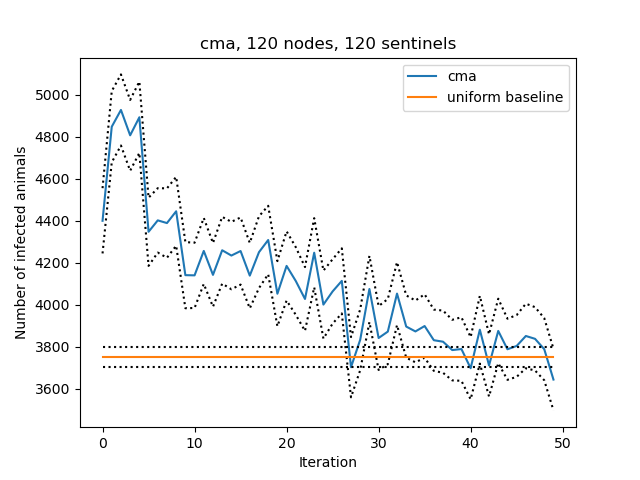 cma, 120 nodes, 120 sentinels
cma
uniform baseline
Number of infected animals
5000
4800
4600
4400
4200
4000
3800
3600
0
10
20
30
40
50
Iteration